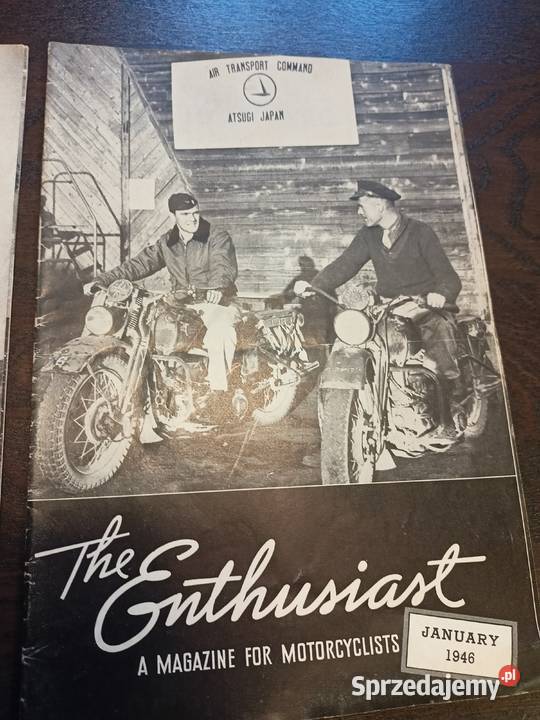 AIR TRANSPORT COMMAND
ATSUGI JAPAN
The
Enthusiast
A MAGAZINE FOR MOTORCYCLISTS
JANUARY
1946
Sprzedajemy.pl